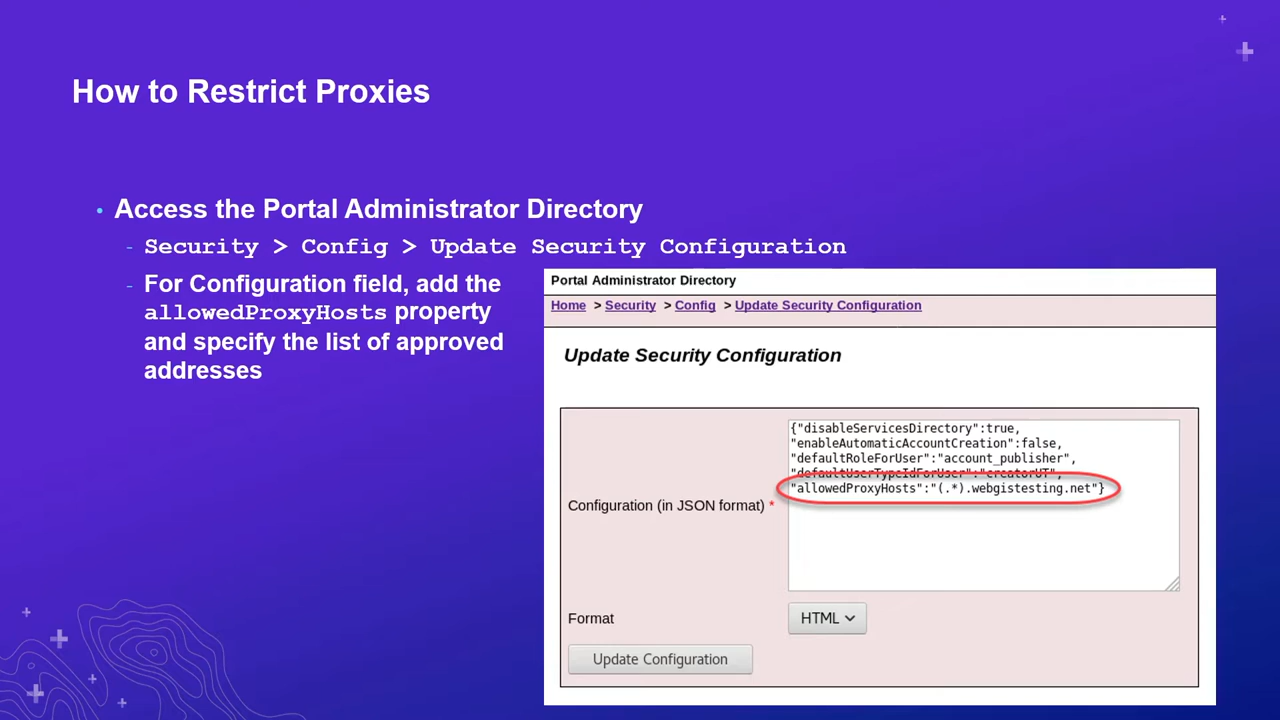 How to Restrict Proxies
• Access the Portal Administrator Directory
- Security > Config > Update Security Configuration
- For Configuration field, add the
allowedProxyHosts property
and specify the list of approved
addresses
Portal Administrator Directory
Home > Security > Config > Update Security Configuration
Update Security Configuration
{"disableServicesDirectory":true,
"enableAutomaticAccountCreation":false,
"defaultRoleForUser":"account_publisher",
"defaultUserTypeIdForUser":"creatorUT",
"allowedProxyHosts":"(.*).webgistesting.net"}
Configuration (in JSON format) *
Format
HTML
Update Configuration